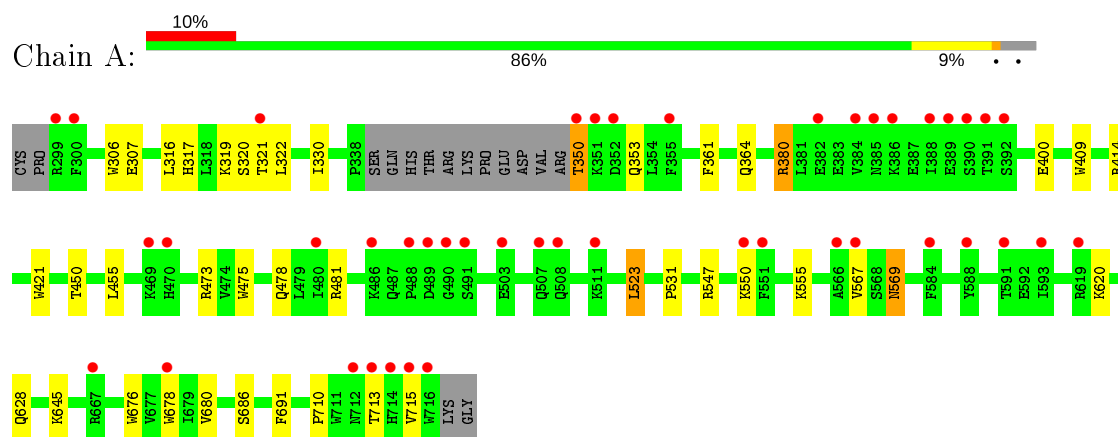 10%
Chain A:
86%
9%
• •
CYS PRO R299 F300 W306 E307 L316 H317 L318 K319 S320 T321 L322 I330 P338 SER GLN HIS THR ARG LYS PRO GLU ASP VAL ARG T350 K351 D352 Q353 L354 F355 F361 Q364 R380 L381 E382 E383 V384 N385 K386 E387 I388 E389 S390 T391 S392 E400 W409
W421 T450 L455 K469 H470 R473 V474 W475 Q478 L479 I480 R481 K486 Q487 P488 D489 G490 S491 E503 Q507 Q508 K511 L523 P531 R547 K550 F551 K555 A566 V567 S568 N569 F584 Y588 T591 E592 I593 R619 K620
Q628 K645 R667 W676 V677 W678 I679 V680 S686 F691 P710 W711 N712 T713 H714 V715 W716 LYS GLY